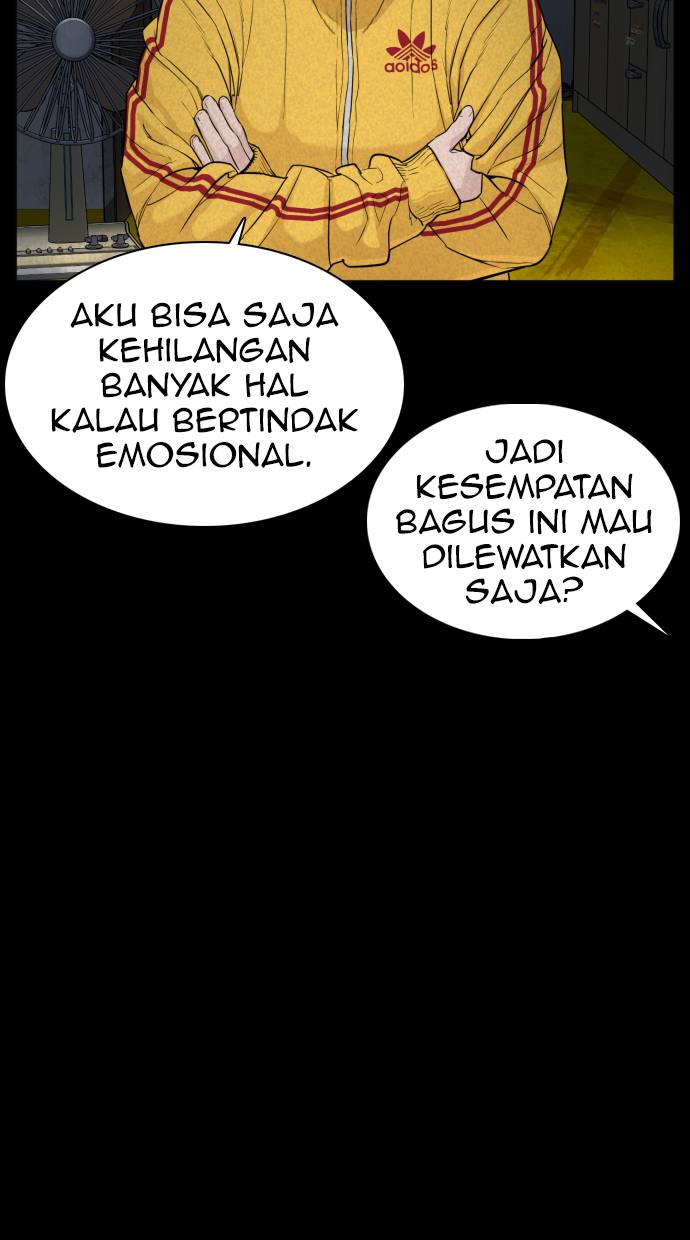 aoidos
AKU BISA SAJA
KEHILANGAN
BANYAK HAL
KALAU BERTINDAK
EMOSIONAL.
JADI
KESEMPATAN
BAGUS INI MAU
DILEWATKAN
SAJA?